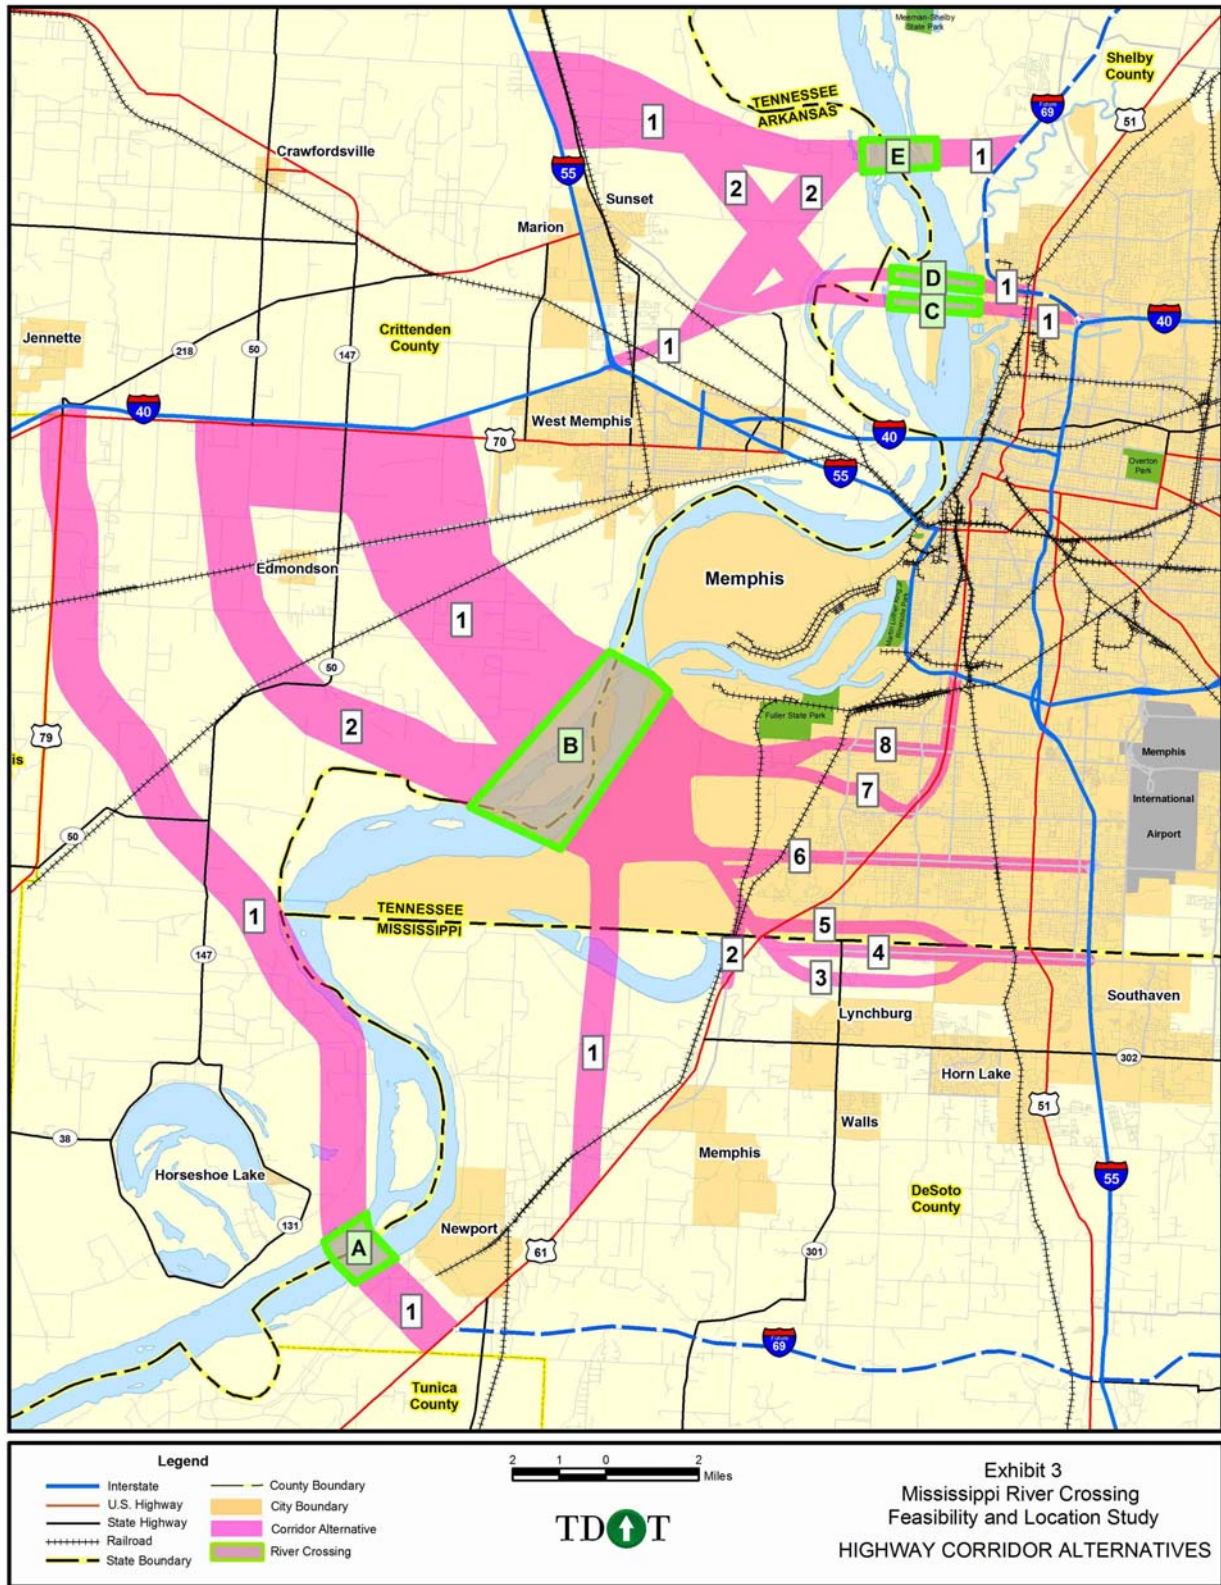 Meeman-Shelby
State Park
Shelby
County
TENNESSEE
ARKANSAS
Future
69
51
1
E
1
Crawfordsville
55
2
2
Sunset
Marion
D
1
C
1
40
Jennette
218
50
147
Crittenden
County
1
40
70
West Memphis
40
55
Overton
Park
Edmondson
Memphis
1
50
2
79
is
B
Fuller State Park
8
7
Memphis
International
Airport
50
6
1
TENNESSEE
MISSISSIPPI
5
147
2
4
3
Lynchburg
Southaven
1
302
Horn Lake
51
38
Walls
Memphis
Horseshoe Lake
55
DeSoto
County
131
Newport
A
61
301
1
Future
69
Tunica
County
Legend
Interstate
U.S. Highway
State Highway
Railroad
State Boundary
County Boundary
City Boundary
Corridor Alternative
River Crossing
2 1 0 2
Miles
TDOT
Exhibit 3
Mississippi River Crossing
Feasibility and Location Study
HIGHWAY CORRIDOR ALTERNATIVES